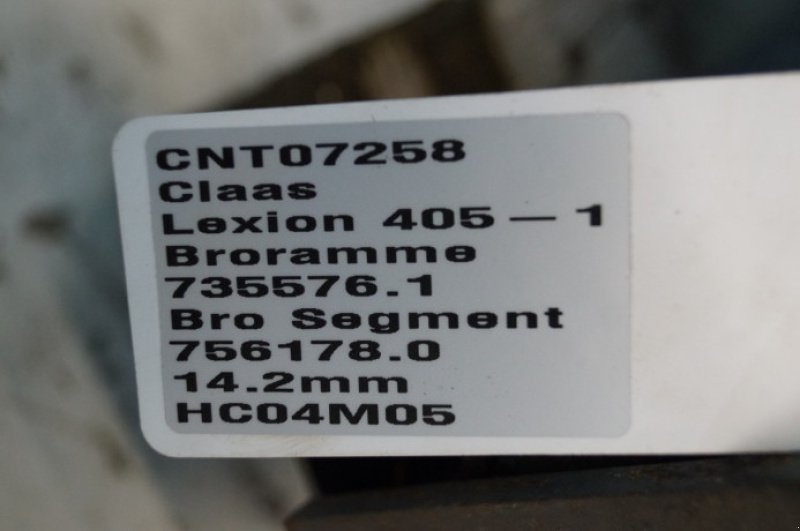 CNT07258
Claas
Lexion 405 - 1
Broramme
735576.1
Bro Segment
756178.0
14.2mm
HC04M05